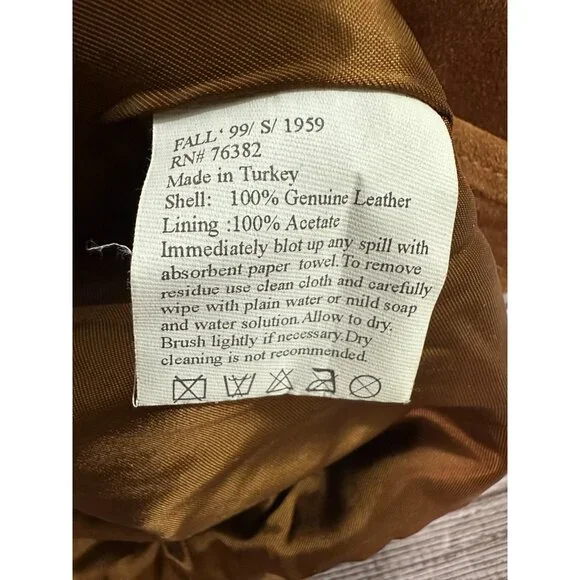 FALL' 99/ S/ 1959
RN# 76382
Made in Turkey
Shell: 100% Genuine Leather
Lining :100% Acetate
Immediately blot up any spill with
absorbent paper towel. To remove
residue use clean cloth and carefully
wipe with plain water or mild soap
and water solution. Allow to dry.
Brush lightly if necessary. Dry
cleaning is not recommended.